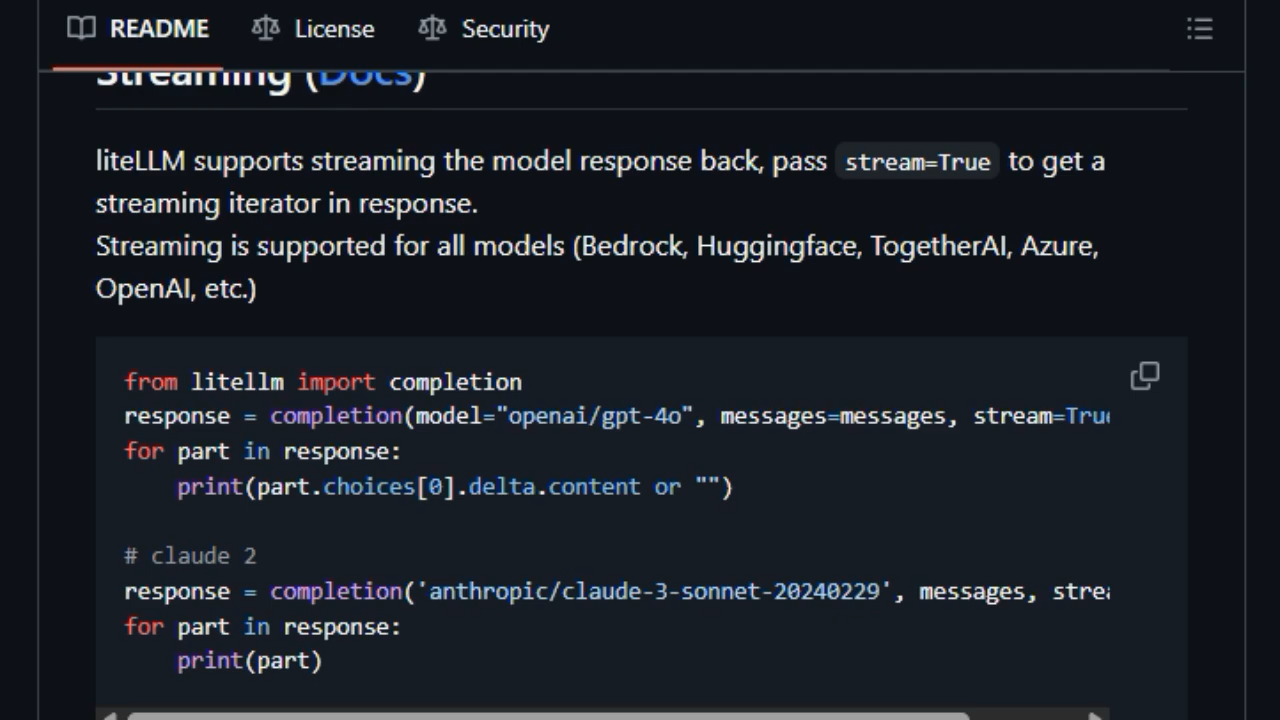 README License Security
Streaming (Docs)
liteLLM supports streaming the model response back, pass stream=True to get a
streaming iterator in response.
Streaming is supported for all models (Bedrock, Huggingface, TogetherAI, Azure,
OpenAI, etc.)
from litellm import completion
response = completion(model="openai/gpt-4o", messages=messages, stream=True
for part in response:
    print(part.choices[0].delta.content or "")
# claude 2
response = completion('anthropic/claude-3-sonnet-20240229', messages, strea
for part in response:
    print(part)